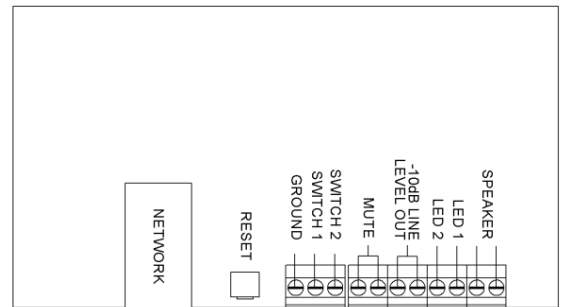 NETWORK
RESET
GROUND
SWITCH 1
SWITCH 2
MUTE
-10dB LINE
LEVEL OUT
LED 2
LED 1
SPEAKER